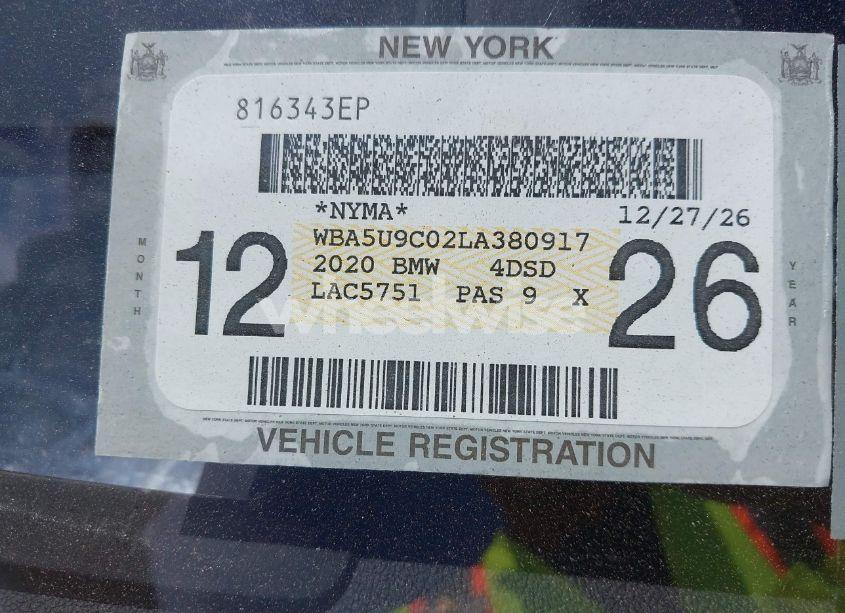 NEW YORK
816343EP
*NYMA*
12/27/26
WBA5U9C02LA380917
2020 BMW 4DSD
LAC5751 PAS 9 X
MONTH
12
26
YEAR
wheelwise
VEHICLE REGISTRATION